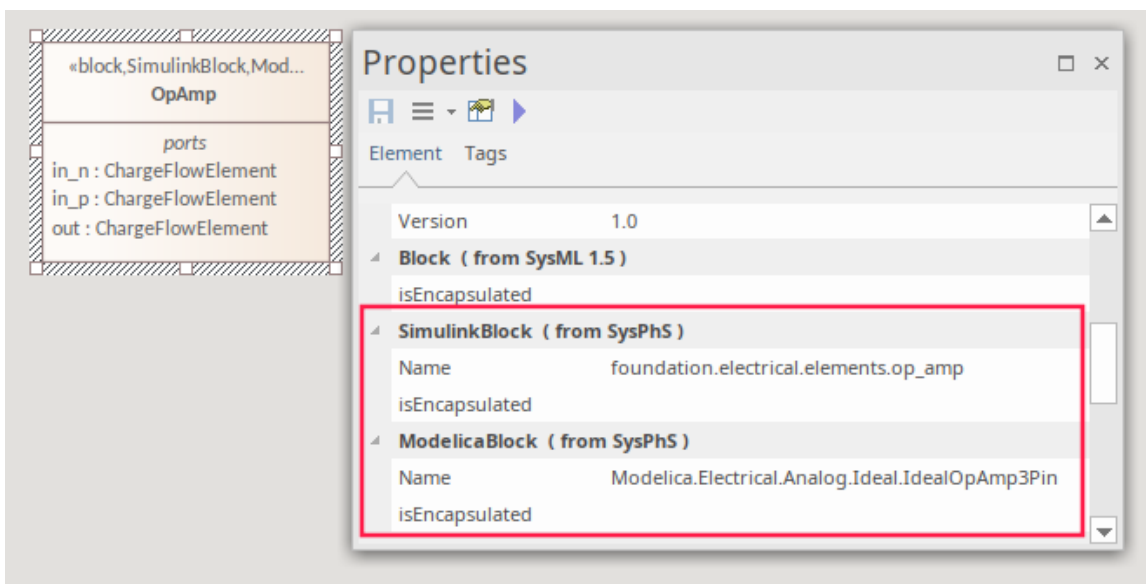 «block,SimulinkBlock,Mod...
OpAmp
ports
in_n : ChargeFlowElement
in_p : ChargeFlowElement
out : ChargeFlowElement
Properties
Element Tags
Version 1.0
Block ( from SysML 1.5 )
isEncapsulated
SimulinkBlock ( from SysPhS )
Name foundation.electrical.elements.op_amp
isEncapsulated
ModelicaBlock ( from SysPhS )
Name Modelica.Electrical.Analog.Ideal.IdealOpAmp3Pin
isEncapsulated